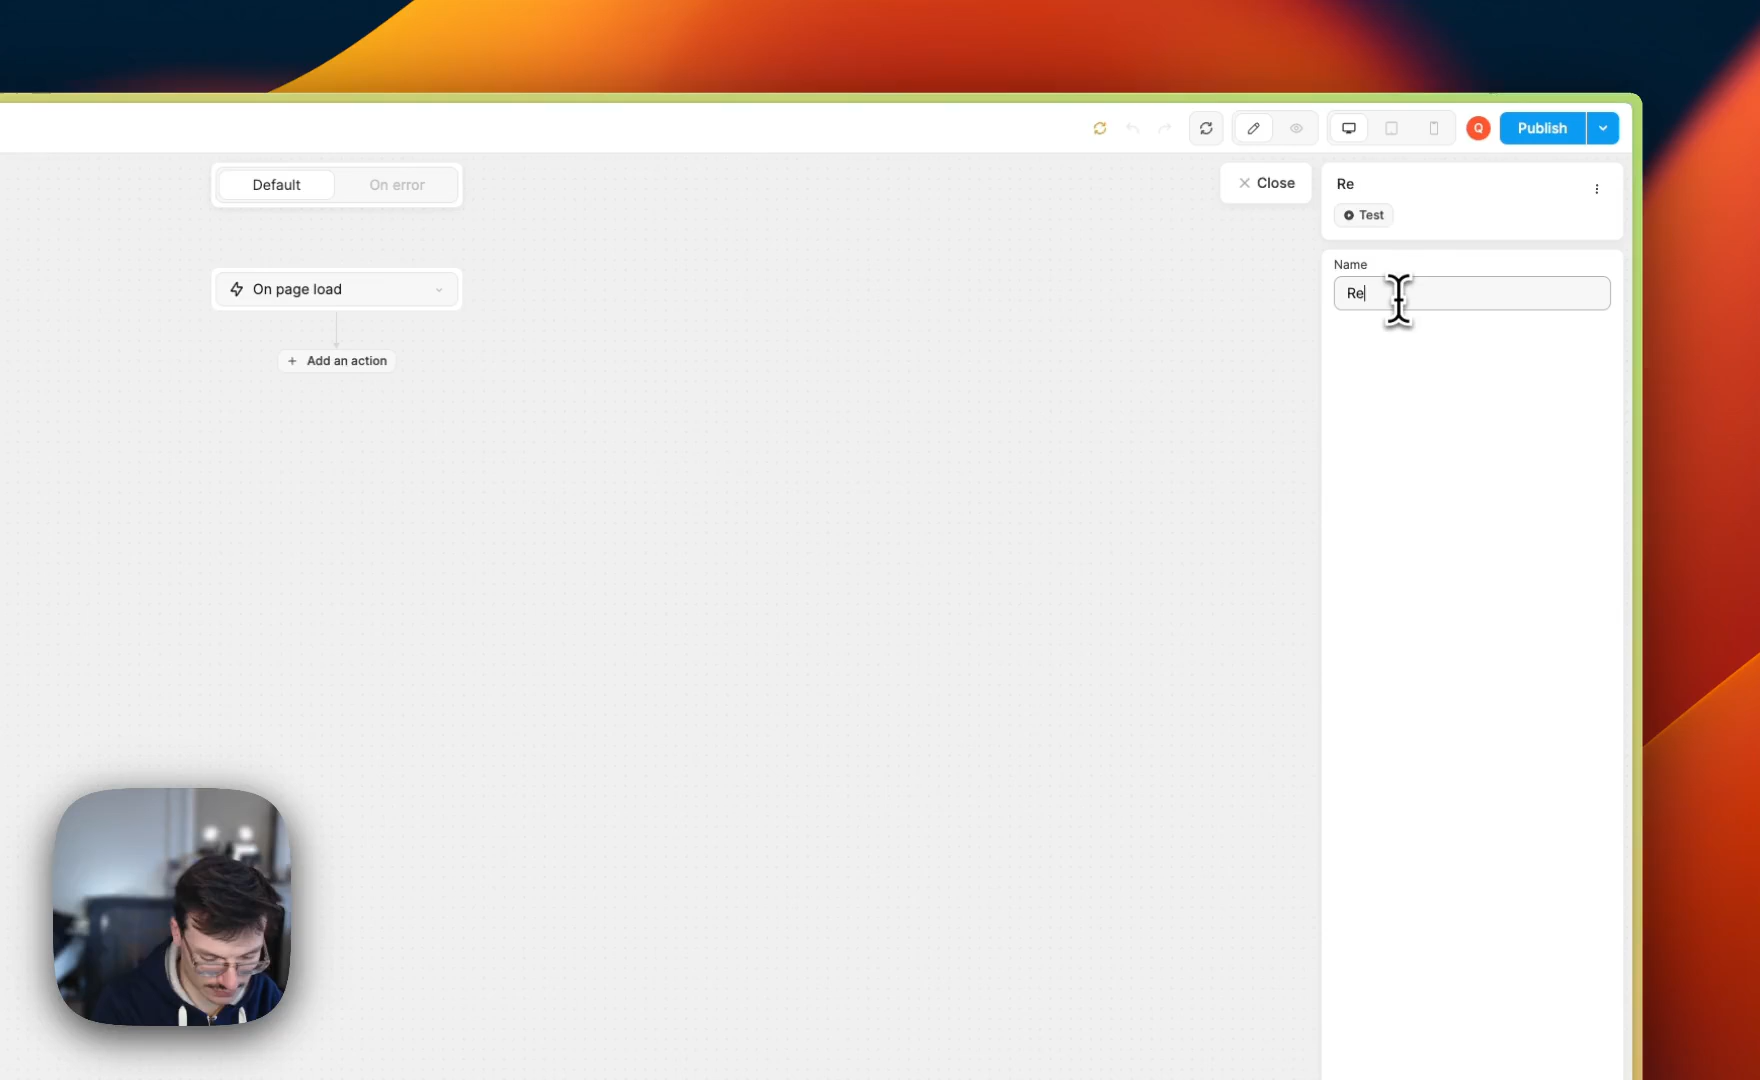 Q
Publish
Default
On error
Close
Re
Test
On page load
Name
Re
Add an action